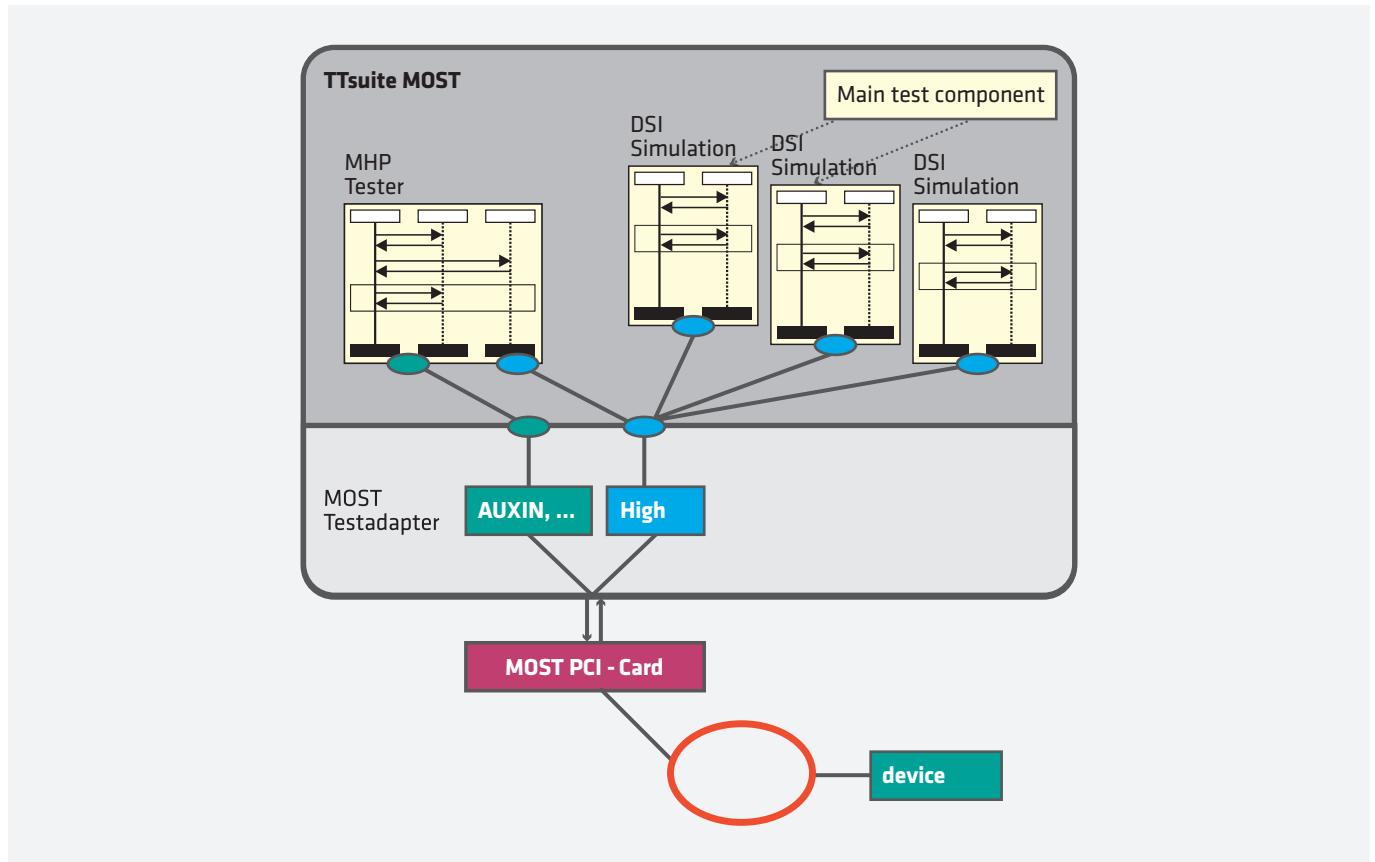 TTsuite MOST
Main test component
DSI
Simulation
DSI
Simulation
DSI
Simulation
MHP
Tester
MOST
Testadapter
AUXIN, ...
High
MOST PCI - Card
device